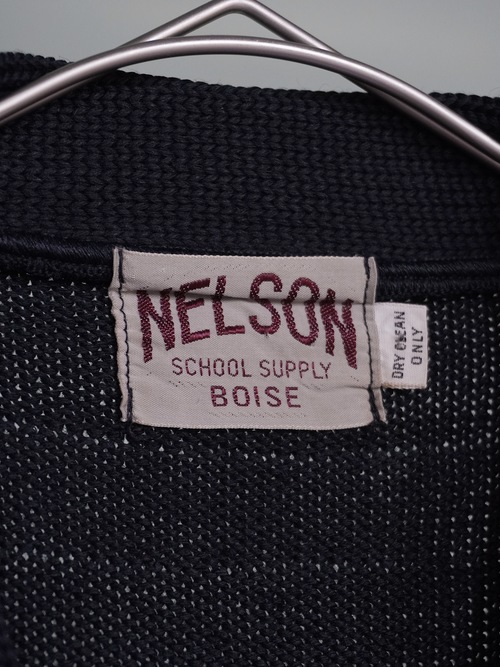 NELSON
SCHOOL SUPPLY
BOISE
DRY CLEAN
ONLY